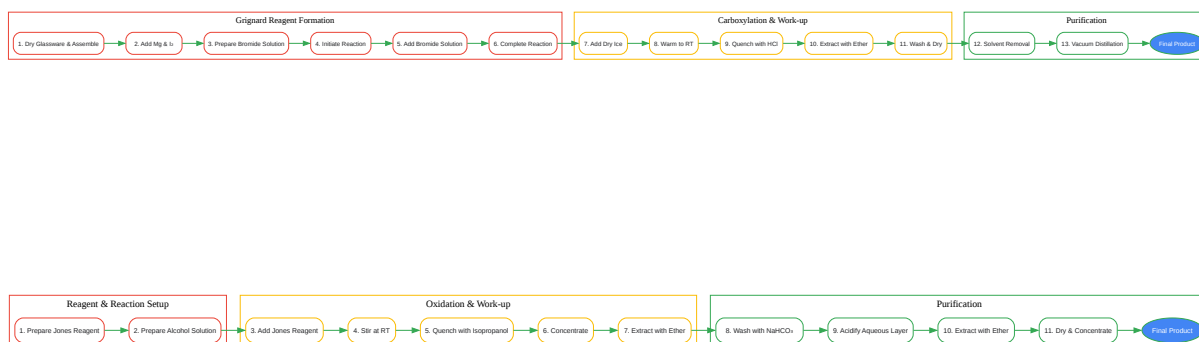 Grignard Reagent Formation
Carboxylation & Work-up
Purification
1. Dry Glassware & Assemble
2. Add Mg & I₂
3. Prepare Bromide Solution
4. Initiate Reaction
5. Add Bromide Solution
6. Complete Reaction
7. Add Dry Ice
8. Warm to RT
9. Quench with HCl
10. Extract with Ether
11. Wash & Dry
12. Solvent Removal
13. Vacuum Distillation
Final Product
Reagent & Reaction Setup
Oxidation & Work-up
Purification
1. Prepare Jones Reagent
2. Prepare Alcohol Solution
3. Add Jones Reagent
4. Stir at RT
5. Quench with Isopropanol
6. Concentrate
7. Extract with Ether
8. Wash with NaHCO₃
9. Acidify Aqueous Layer
10. Extract with Ether
11. Dry & Concentrate
Final Product